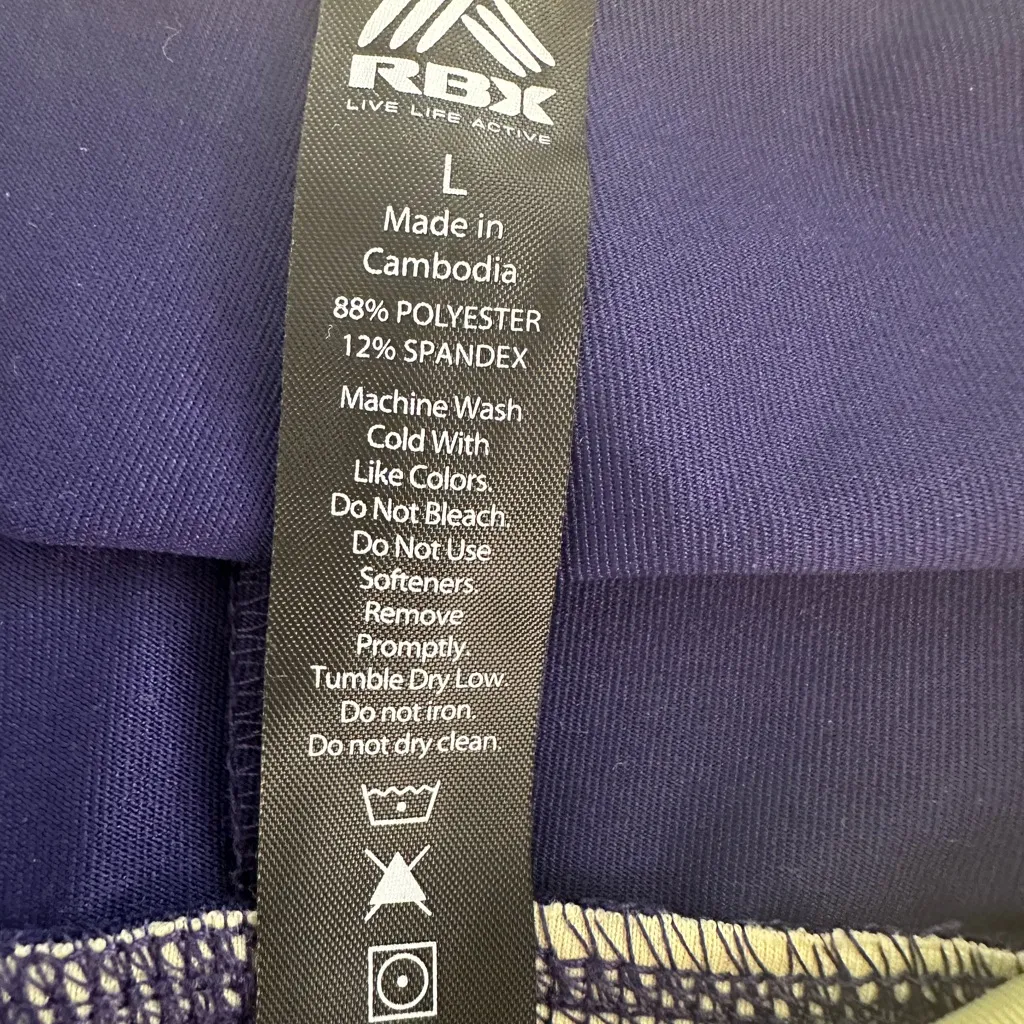 RBX
LIVE LIFE ACTIVE
L
Made in
Cambodia
88% POLYESTER
12% SPANDEX
Machine Wash
Cold With
Like Colors.
Do Not Bleach.
Do Not Use
Softeners.
Remove
Promptly.
Tumble Dry Low.
Do not iron.
Do not dry clean.